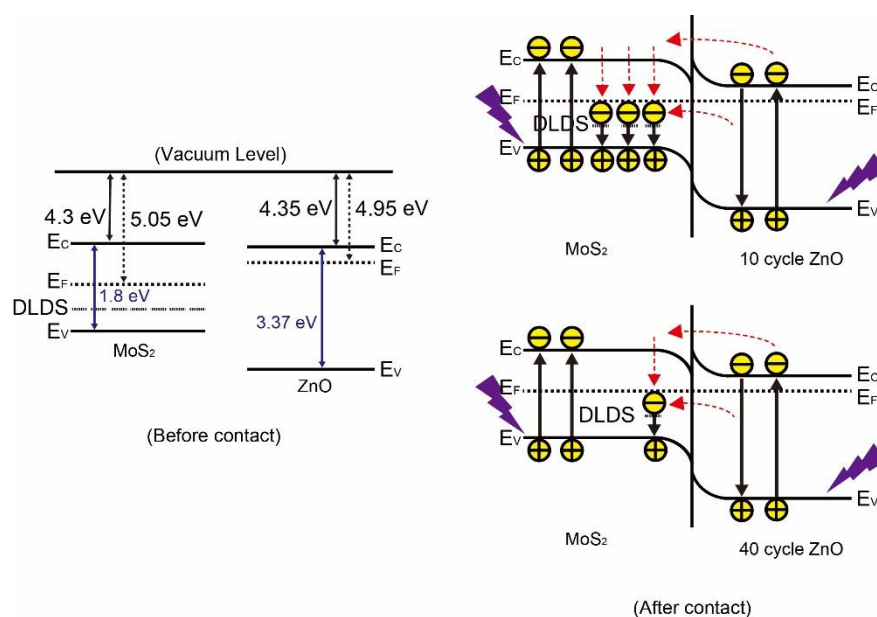 (Vacuum Level)
4.3 eV
5.05 eV
4.35 eV
4.95 eV
Ec
EF
1.8 eV
DLDS
Ev
MoS2
Ec
EF
3.37 eV
Ev
ZnO
(Before contact)
Ec
EF
DLDS
Ev
Ec
EF
Ev
MoS2
10 cycle ZnO
Ec
EF
DLDS
Ev
Ec
EF
Ev
MoS2
40 cycle ZnO
(After contact)